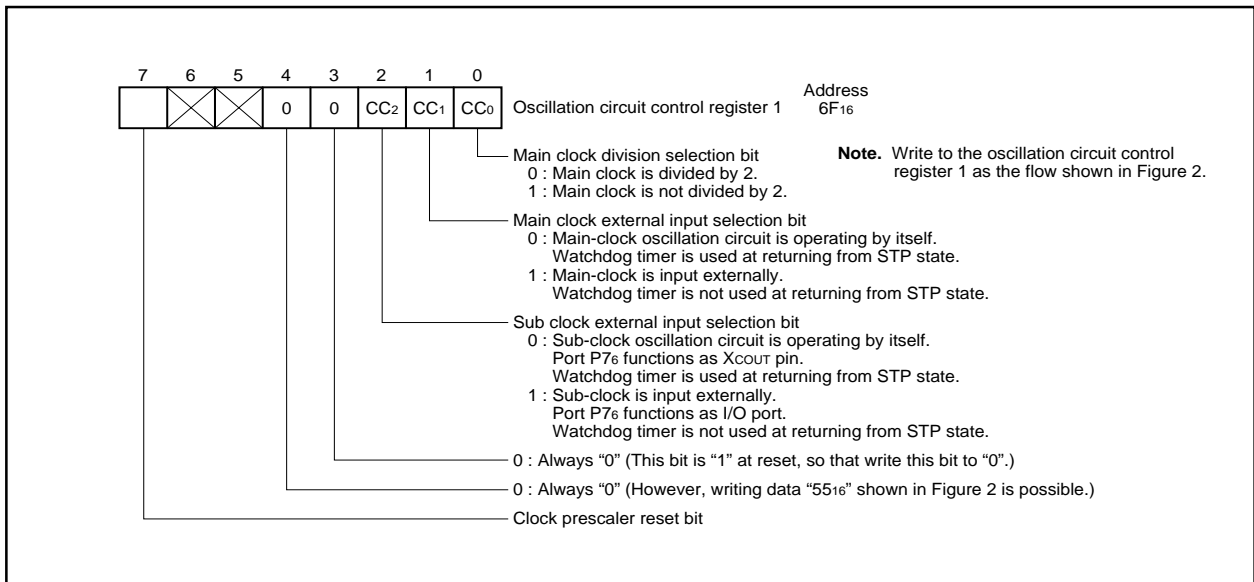 7 6 5 4 3 2 1 0
0 0 CC2 CC1 CC0 Oscillation circuit control register 1
Address
6F16
Note. Write to the oscillation circuit control
register 1 as the flow shown in Figure 2.
Main clock division selection bit
0 : Main clock is divided by 2.
1 : Main clock is not divided by 2.
Main clock external input selection bit
0 : Main-clock oscillation circuit is operating by itself.
Watchdog timer is used at returning from STP state.
1 : Main-clock is input externally.
Watchdog timer is not used at returning from STP state.
Sub clock external input selection bit
0 : Sub-clock oscillation circuit is operating by itself.
Port P76 functions as XCOUT pin.
Watchdog timer is used at returning from STP state.
1 : Sub-clock is input externally.
Port P76 functions as I/O port.
Watchdog timer is not used at returning from STP state.
0 : Always “0” (This bit is “1” at reset, so that write this bit to “0”.)
0 : Always “0” (However, writing data “5516” shown in Figure 2 is possible.)
Clock prescaler reset bit